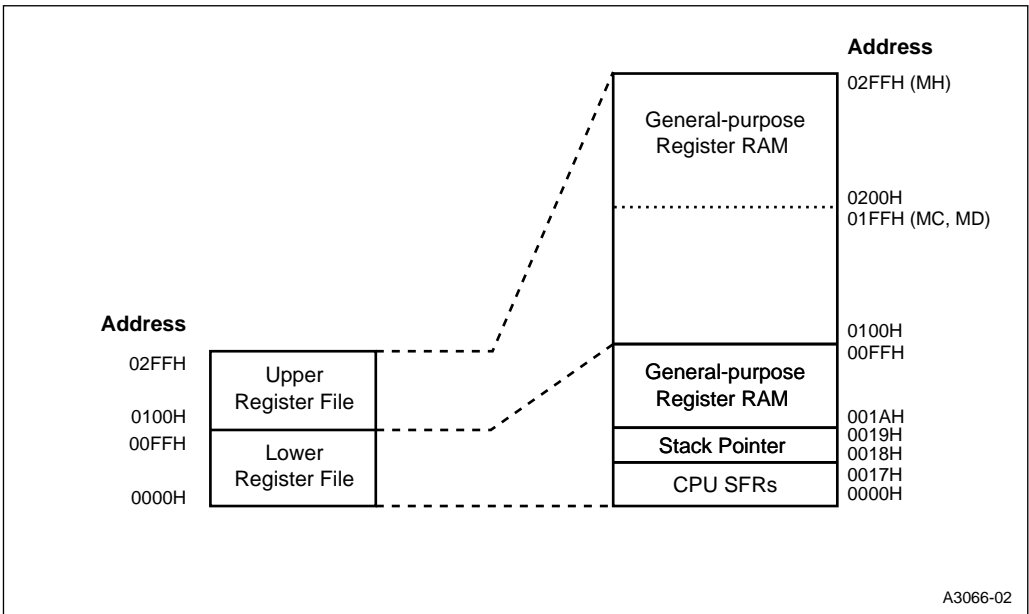 Address
02FFH (MH)
General-purpose
Register RAM
0200H
01FFH (MC, MD)
0100H
00FFH
General-purpose
Register RAM
001AH
0019H
Stack Pointer
0018H
0017H
CPU SFRs
0000H
Address
02FFH
Upper
Register File
0100H
00FFH
Lower
Register File
0000H
A3066-02